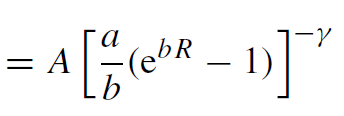 = A [a/b (e^{bR} − 1)]^{−γ}